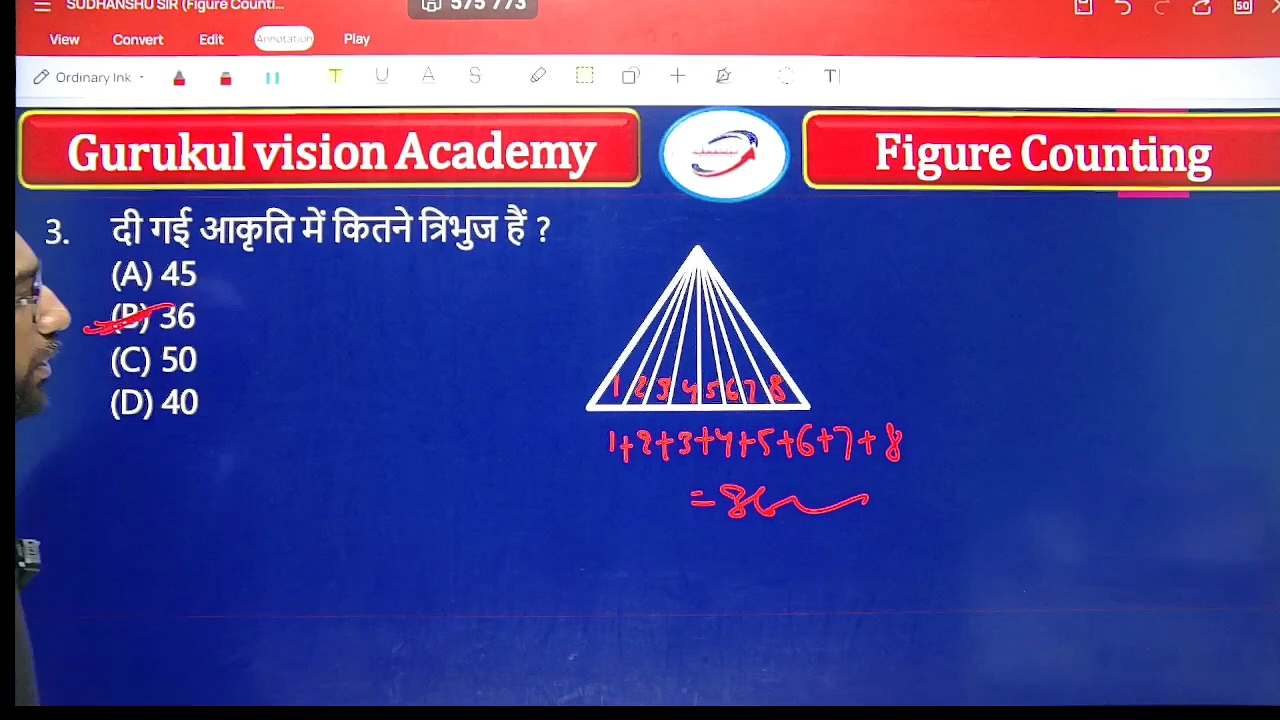 SUDHANSHU SIR (Figure Counti...
575 773
50
View Convert Edit Annotation Play
Ordinary Ink T U A S T
Gurukul vision Academy
Figure Counting
3. दी गई आकृति में कितने त्रिभुज हैं ?
(A) 45
(B) 36
(C) 50
(D) 40
1 2 3 4 5 6 7 8
1+2+3+4+5+6+7+8
=36